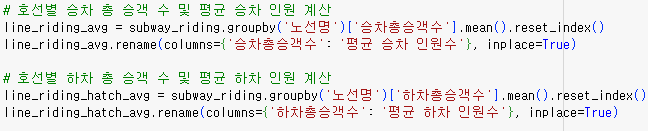 # 호선별 승차 총 승객 수 및 평균 승차 인원 계산
line_riding_avg = subway_riding.groupby('노선명')['승차총승객수'].mean().reset_index()
line_riding_avg.rename(columns={'승차총승객수': '평균 승차 인원수'}, inplace=True)
# 호선별 하차 총 승객 수 및 평균 하차 인원 계산
line_riding_hatch_avg = subway_riding.groupby('노선명')['하차총승객수'].mean().reset_index()
line_riding_hatch_avg.rename(columns={'하차총승객수': '평균 하차 인원수'}, inplace=True)